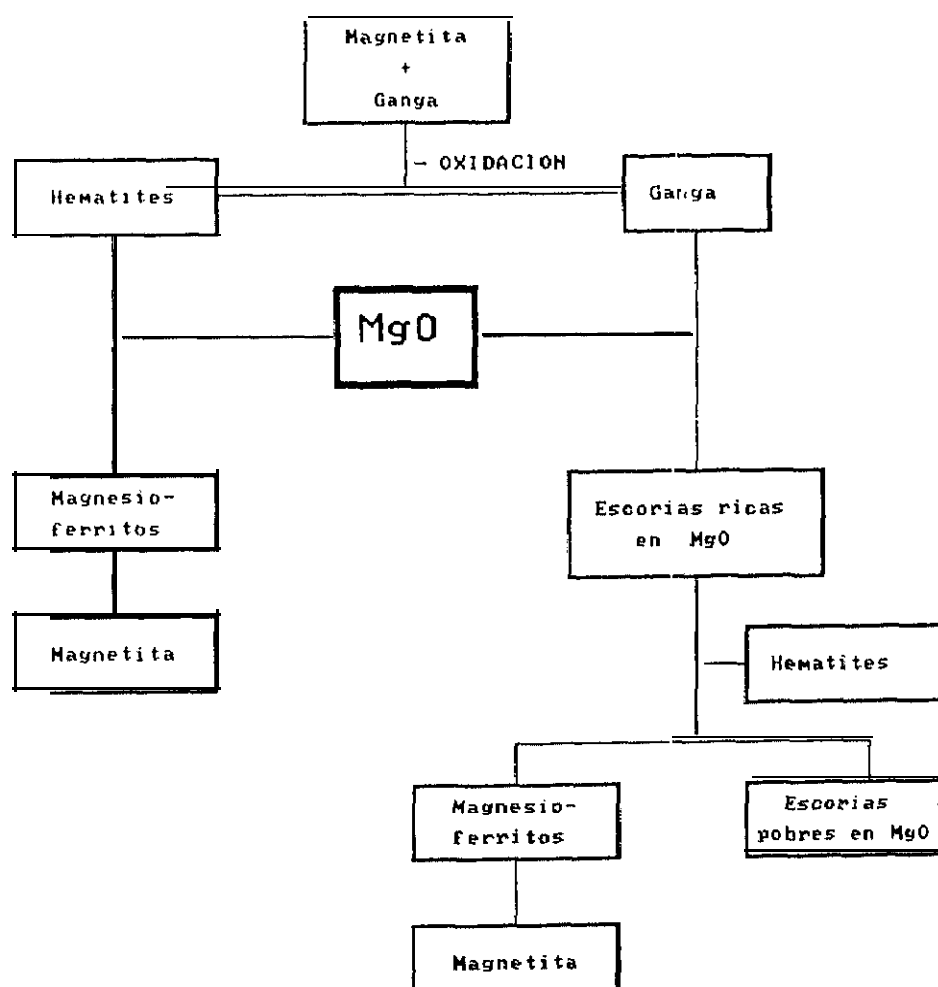 Magnetita
+
Ganga
- OXIDACION
Hematites
Ganga
MgO
Magnesio-
ferritos
Escorias ricas
en MgO
Magnetita
Hematites
Magnesio-
ferritos
Escorias
pobres en MgO
Magnetita